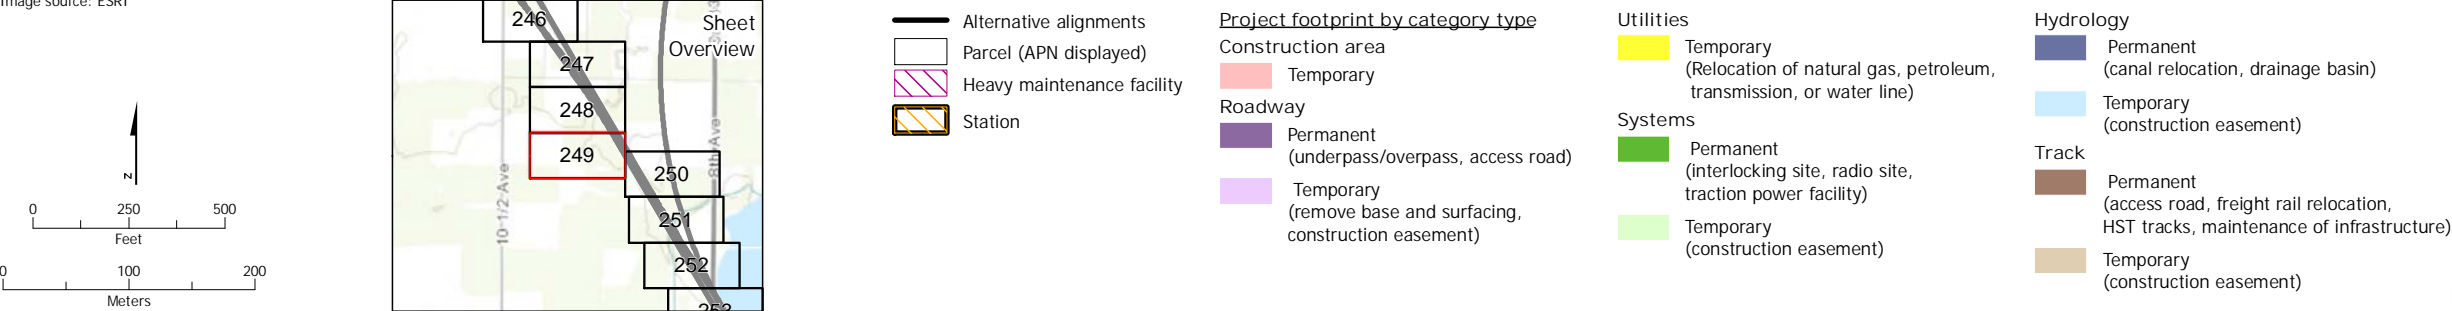 Image source: ESRI
N
0 250 500
Feet
0 100 200
Meters
Sheet
Overview
246
247
248
249
250
251
252
253
10-1/2 Ave
8th Ave
Alternative alignments
Parcel (APN displayed)
Heavy maintenance facility
Station
Project footprint by category type
Construction area
Temporary
Roadway
Permanent
(underpass/overpass, access road)
Temporary
(remove base and surfacing,
construction easement)
Utilities
Temporary
(Relocation of natural gas, petroleum,
transmission, or water line)
Systems
Permanent
(interlocking site, radio site,
traction power facility)
Temporary
(construction easement)
Hydrology
Permanent
(canal relocation, drainage basin)
Temporary
(construction easement)
Track
Permanent
(access road, freight rail relocation,
HST tracks, maintenance of infrastructure)
Temporary
(construction easement)